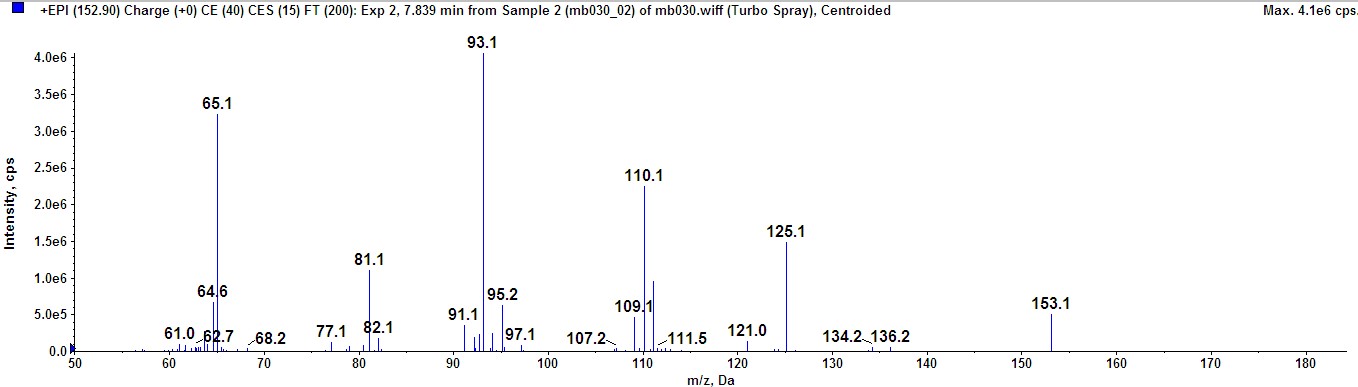 +EPI (152.90) Charge (+0) CE (40) CES (15) FT (200): Exp 2, 7.839 min from Sample 2 (mb030_02) of mb030.wiff (Turbo Spray), Centroided Max. 4.1e6 cps.
93.1
4.0e6
3.5e6
65.1
3.0e6
2.5e6
110.1
2.0e6
125.1
1.5e6
81.1
1.0e6
64.6
95.2
109.1
153.1
5.0e5
91.1
61.0 62.7 68.2 77.1 82.1 97.1 107.2 111.5 121.0 134.2 136.2
0.0
50 60 70 80 90 100 110 120 130 140 150 160 170 180
m/z, Da
Intensity, cps